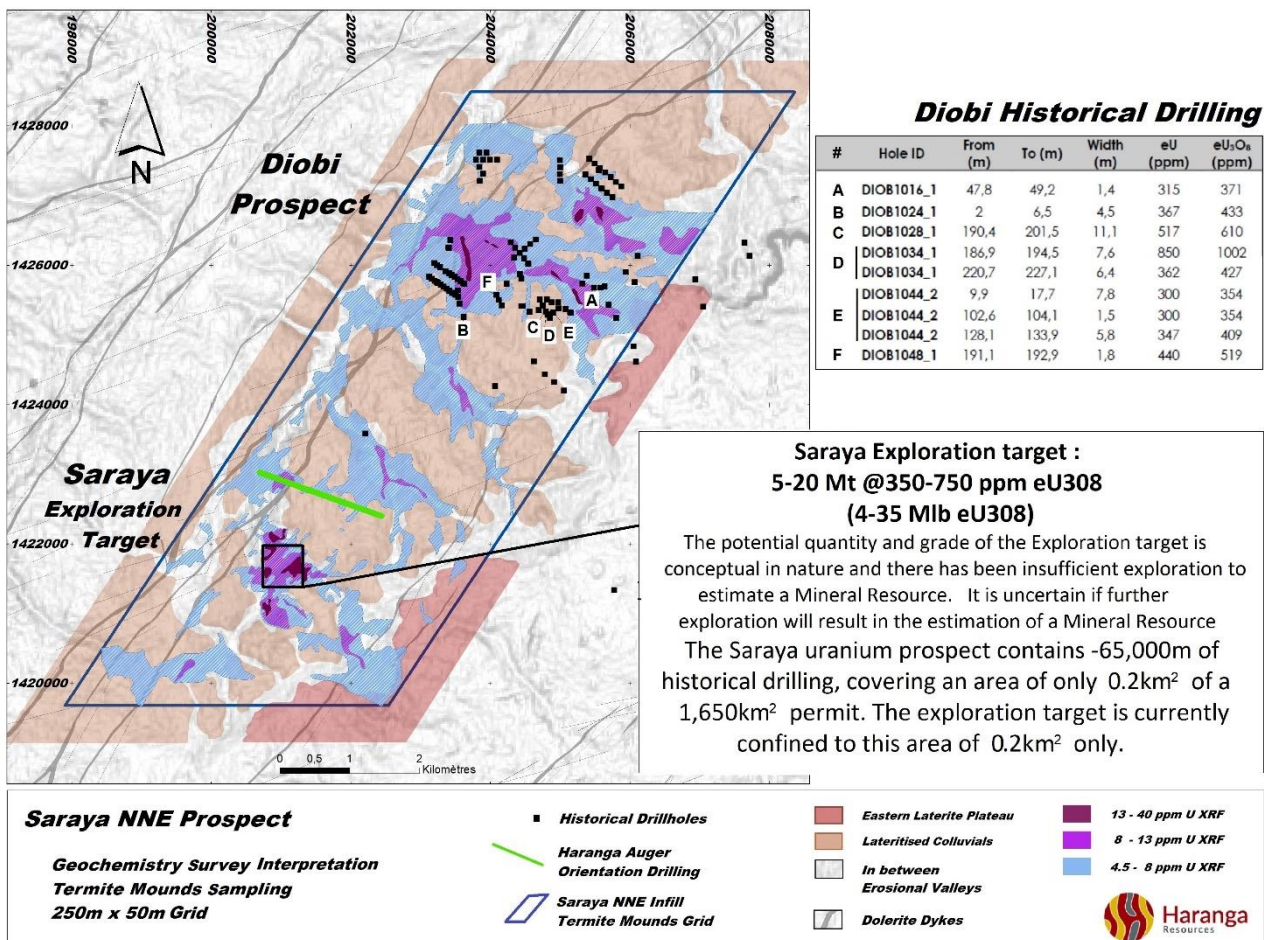 198000
200000
202000
204000
206000
208000
1428000
1426000
1424000
1422000
1420000
N
Diobi
Prospect
F
A
B
C
D
E
Saraya
Exploration
Target
0 0,5 1 2
Kilomètres
Diobi Historical Drilling
# Hole ID From (m) To (m) Width (m) eU (ppm) eU₃O₈ (ppm)
A DIOB1016_1 47,8 49,2 1,4 315 371
B DIOB1024_1 2 6,5 4,5 367 433
C DIOB1028_1 190,4 201,5 11,1 517 610
D DIOB1034_1 186,9 194,5 7,6 850 1002
DIOB1034_1 220,7 227,1 6,4 362 427
E DIOB1044_2 9,9 17,7 7,8 300 354
DIOB1044_2 102,6 104,1 1,5 300 354
DIOB1044_2 128,1 133,9 5,8 347 409
F DIOB1048_1 191,1 192,9 1,8 440 519
Saraya Exploration target :
5-20 Mt @350-750 ppm eU308
(4-35 Mlb eU308)
The potential quantity and grade of the Exploration target is
conceptual in nature and there has been insufficient exploration to
estimate a Mineral Resource. It is uncertain if further
exploration will result in the estimation of a Mineral Resource
The Saraya uranium prospect contains -65,000m of
historical drilling, covering an area of only 0.2km² of a
1,650km² permit. The exploration target is currently
confined to this area of 0.2km² only.
Saraya NNE Prospect
Geochemistry Survey Interpretation
Termite Mounds Sampling
250m x 50m Grid
Historical Drillholes
Haranga Auger
Orientation Drilling
Saraya NNE Infill
Termite Mounds Grid
Eastern Laterite Plateau
Lateritised Colluvials
In between
Erosional Valleys
Dolerite Dykes
13 - 40 ppm U XRF
8 - 13 ppm U XRF
4.5 - 8 ppm U XRF
Haranga
Resources